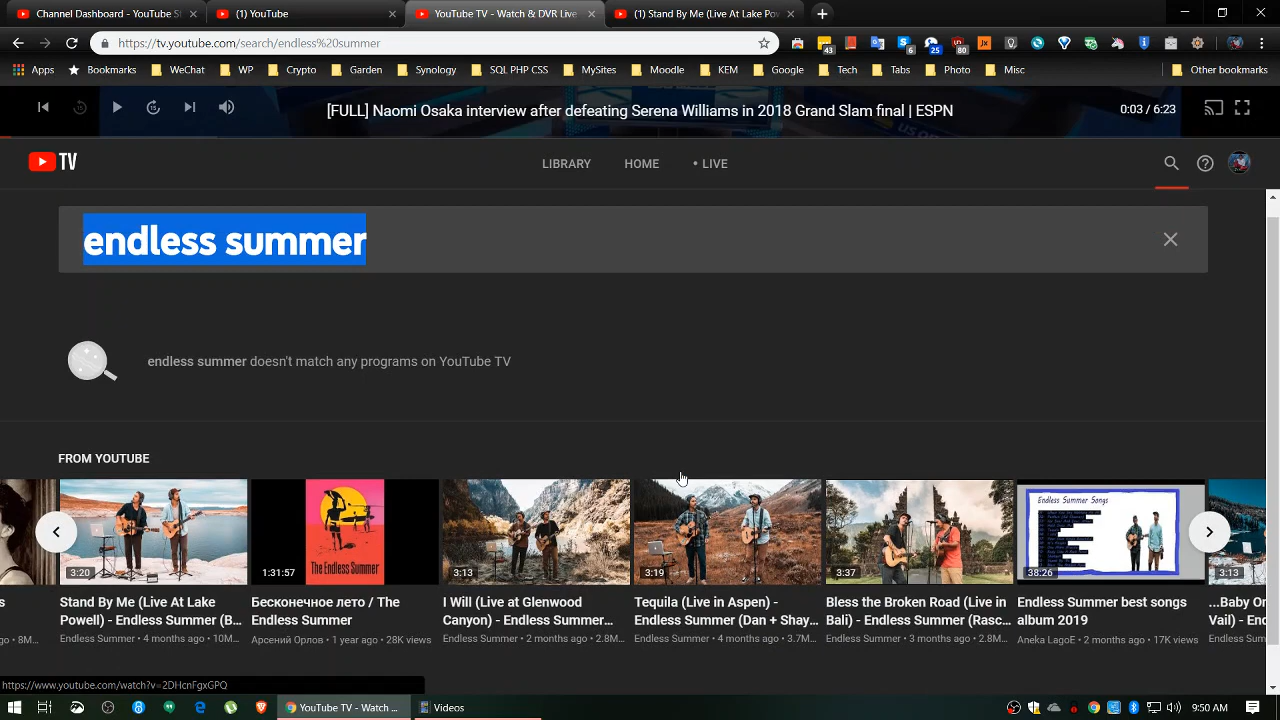 Channel Dashboard - YouTube St
(1) YouTube
YouTube TV - Watch & DVR Live
(1) Stand By Me (Live At Lake Pow
https://tv.youtube.com/search/endless%20summer
43
6
25
80
Apps
Bookmarks
WeChat
WP
Crypto
Garden
Synology
SQL PHP CSS
MySites
Moodle
KEM
Google
Tech
Tabs
Photo
Misc
Other bookmarks
[FULL] Naomi Osaka interview after defeating Serena Williams in 2018 Grand Slam final | ESPN
0:03 / 6:23
TV
LIBRARY
HOME
• LIVE
endless summer
endless summer doesn't match any programs on YouTube TV
FROM YOUTUBE
3:20
The Endless Summer
1:31:57
3:13
3:19
3:37
Endless Summer Songs
38:26
3:13
s
go • 8M...
Stand By Me (Live At Lake
Powell) - Endless Summer (B...
Endless Summer • 4 months ago • 10M...
Бесконечное лето / The
Endless Summer
Арсений Орлов • 1 year ago • 28K views
I Will (Live at Glenwood
Canyon) - Endless Summer...
Endless Summer • 2 months ago • 2.8M...
Tequila (Live in Aspen) -
Endless Summer (Dan + Shay...
Endless Summer • 4 months ago • 3.7M...
Bless the Broken Road (Live in
Bali) - Endless Summer (Rasc...
Endless Summer • 3 months ago • 2.8M...
Endless Summer best songs
album 2019
Aneka LagoE • 2 months ago • 17K views
...Baby On
Vail) - End
Endless Sum
https://www.youtube.com/watch?v=2DHcnFgxGPQ
YouTube TV - Watch ...
Videos
9:50 AM